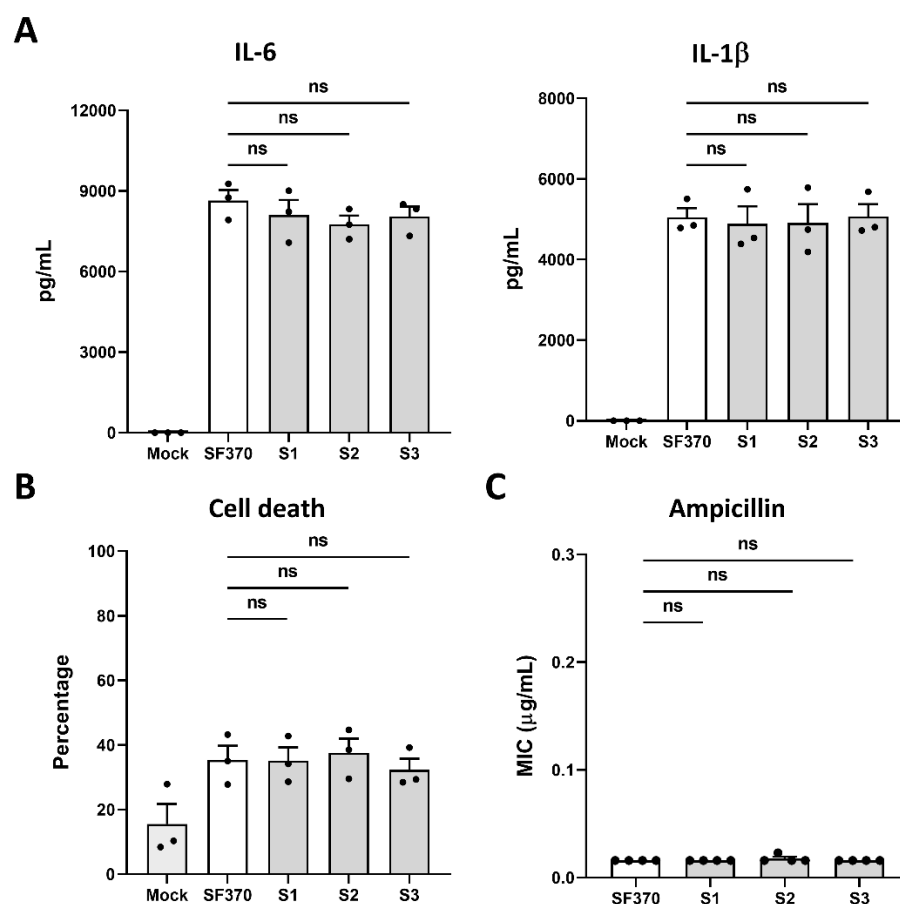 A
IL-6
ns
ns
ns
12000
9000
6000
3000
0
pg/mL
Mock SF370 S1 S2 S3
IL-1β
ns
ns
ns
8000
6000
4000
2000
0
pg/mL
Mock SF370 S1 S2 S3
B
Cell death
ns
ns
ns
100
80
60
40
20
0
Percentage
Mock SF370 S1 S2 S3
C
Ampicillin
ns
ns
ns
0.3
0.2
0.1
0.0
MIC (μg/mL)
SF370 S1 S2 S3